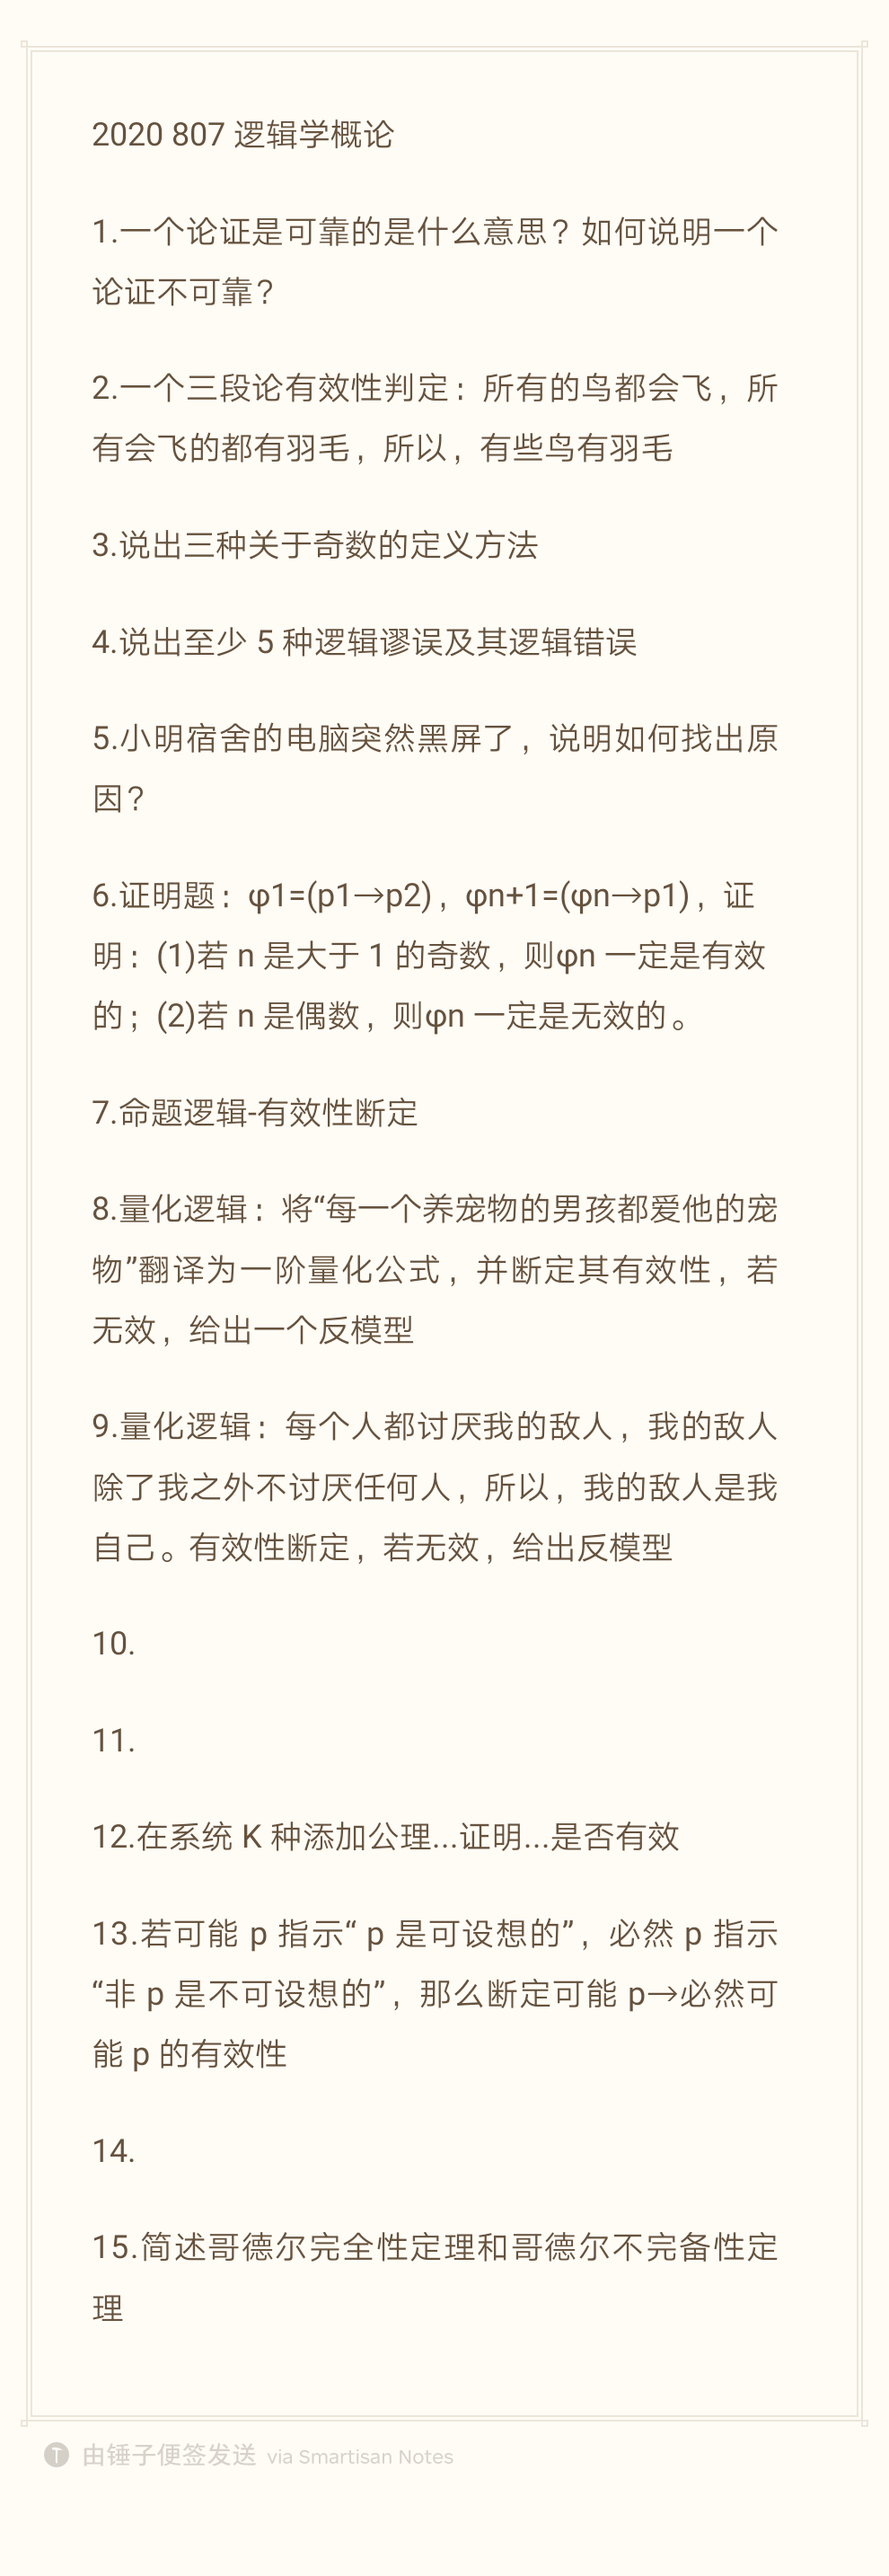 2020 807 逻辑学概论
1.一个论证是可靠的是什么意思？如何说明一个
论证不可靠？
2.一个三段论有效性判定：所有的鸟都会飞，所
有会飞的都有羽毛，所以，有些鸟有羽毛
3.说出三种关于奇数的定义方法
4.说出至少 5 种逻辑谬误及其逻辑错误
5.小明宿舍的电脑突然黑屏了，说明如何找出原
因？
6.证明题：φ1=(p1→p2)，φn+1=(φn→p1)，证
明：(1)若 n 是大于 1 的奇数，则φn 一定是有效
的；(2)若 n 是偶数，则φn 一定是无效的。
7.命题逻辑-有效性断定
8.量化逻辑：将“每一个养宠物的男孩都爱他的宠
物”翻译为一阶量化公式，并断定其有效性，若
无效，给出一个反模型
9.量化逻辑：每个人都讨厌我的敌人，我的敌人
除了我之外不讨厌任何人，所以，我的敌人是我
自己。有效性断定，若无效，给出反模型
10.
11.
12.在系统 K 种添加公理...证明...是否有效
13.若可能 p 指示“ p 是可设想的”，必然 p 指示
“非 p 是不可设想的”，那么断定可能 p→必然可
能 p 的有效性
14.
15.简述哥德尔完全性定理和哥德尔不完备性定
理
T 由锤子便签发送 via Smartisan Notes